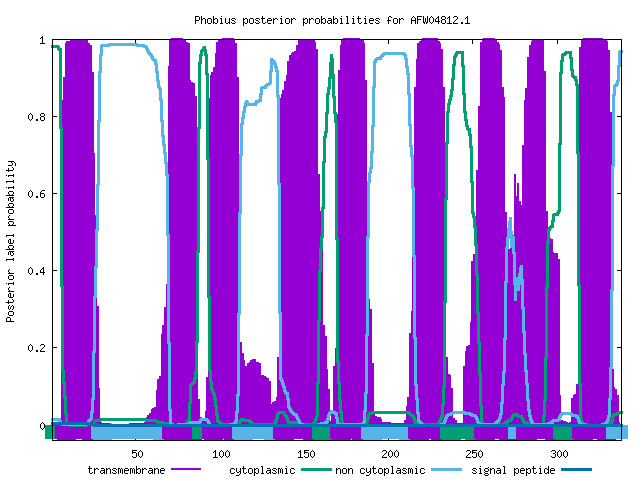 Phobius posterior probabilities for AFW04812.1
Posterior label probability
1
0.8
0.6
0.4
0.2
0
50 100 150 200 250 300
transmembrane cytoplasmic non cytoplasmic signal peptide